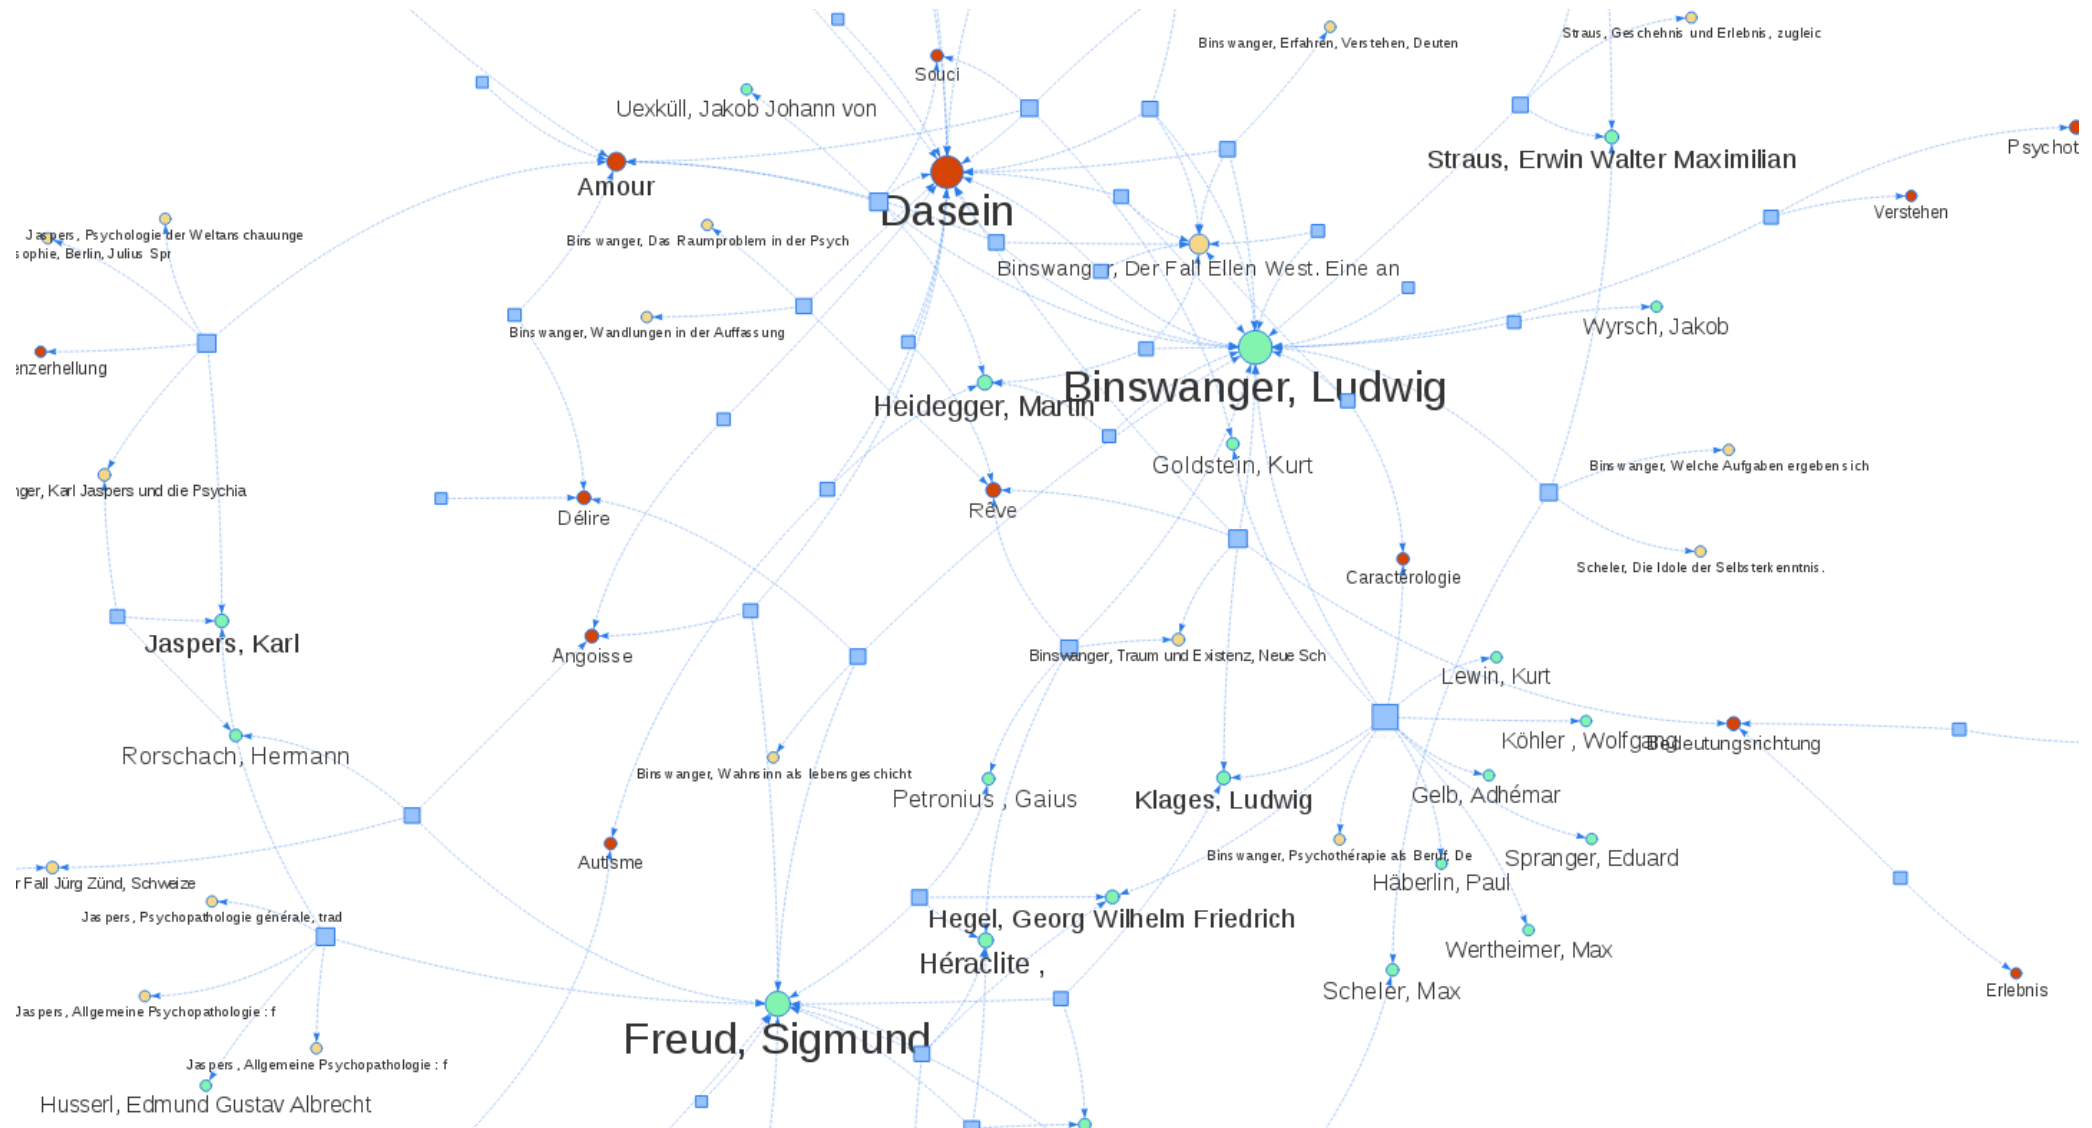 Straus, Geschehnis und Erlebnis, zugleic
Binswanger, Erfahren, Verstehen, Deuten
Souci
Uexküll, Jakob Johann von
Psychot
Straus, Erwin Walter Maximilian
Amour
Dasein
Verstehen
Jaspers, Psychologie der Weltanschauunge
Binswanger, Das Raumproblem in der Psych
sophie, Berlin, Julius Spr
Binswanger, Der Fall Ellen West. Eine an
Wyrsch, Jakob
Binswanger, Wandlungen in der Auffassung
enzerhellung
Binswanger, Ludwig
Heidegger, Martin
Goldstein, Kurt
Binswanger, Welche Aufgaben ergeben sich
nger, Karl Jaspers und die Psychia
Rêve
Délire
Scheler, Die Idole der Selbsterkenntnis.
Caractérologie
Jaspers, Karl
Angoisse
Binswanger, Traum und Existenz, Neue Sch
Lewin, Kurt
Köhler , Wolfgang
Bedeutungsrichtung
Rorschach, Hermann
Binswanger, Wahnsinn als lebensgeschicht
Gelb, Adhémar
Petronius , Gaius
Klages, Ludwig
Binswanger, Psychothérapie als Beruf, De
Spranger, Eduard
Autisme
Häberlin, Paul
r Fall Jürg Zünd, Schweize
Jaspers, Psychopathologie générale, trad
Hegel, Georg Wilhelm Friedrich
Wertheimer, Max
Héraclite ,
Scheler, Max
Erlebnis
Jaspers, Allgemeine Psychopathologie : f
Freud, Sigmund
Jaspers, Allgemeine Psychopathologie : f
Husserl, Edmund Gustav Albrecht